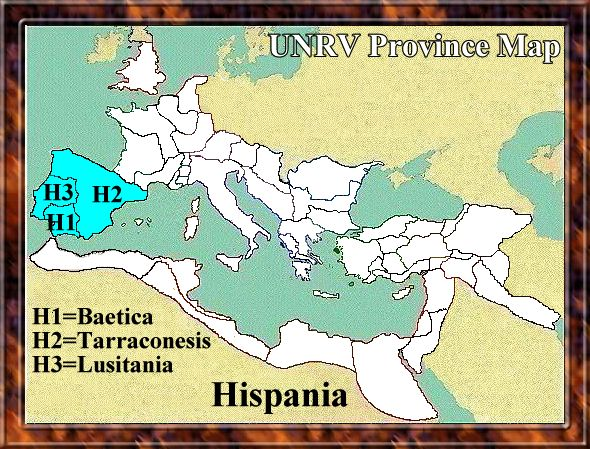 UNRV Province Map
H3 H2
H1
H1=Baetica
H2=Tarraconesis
H3=Lusitania
Hispania